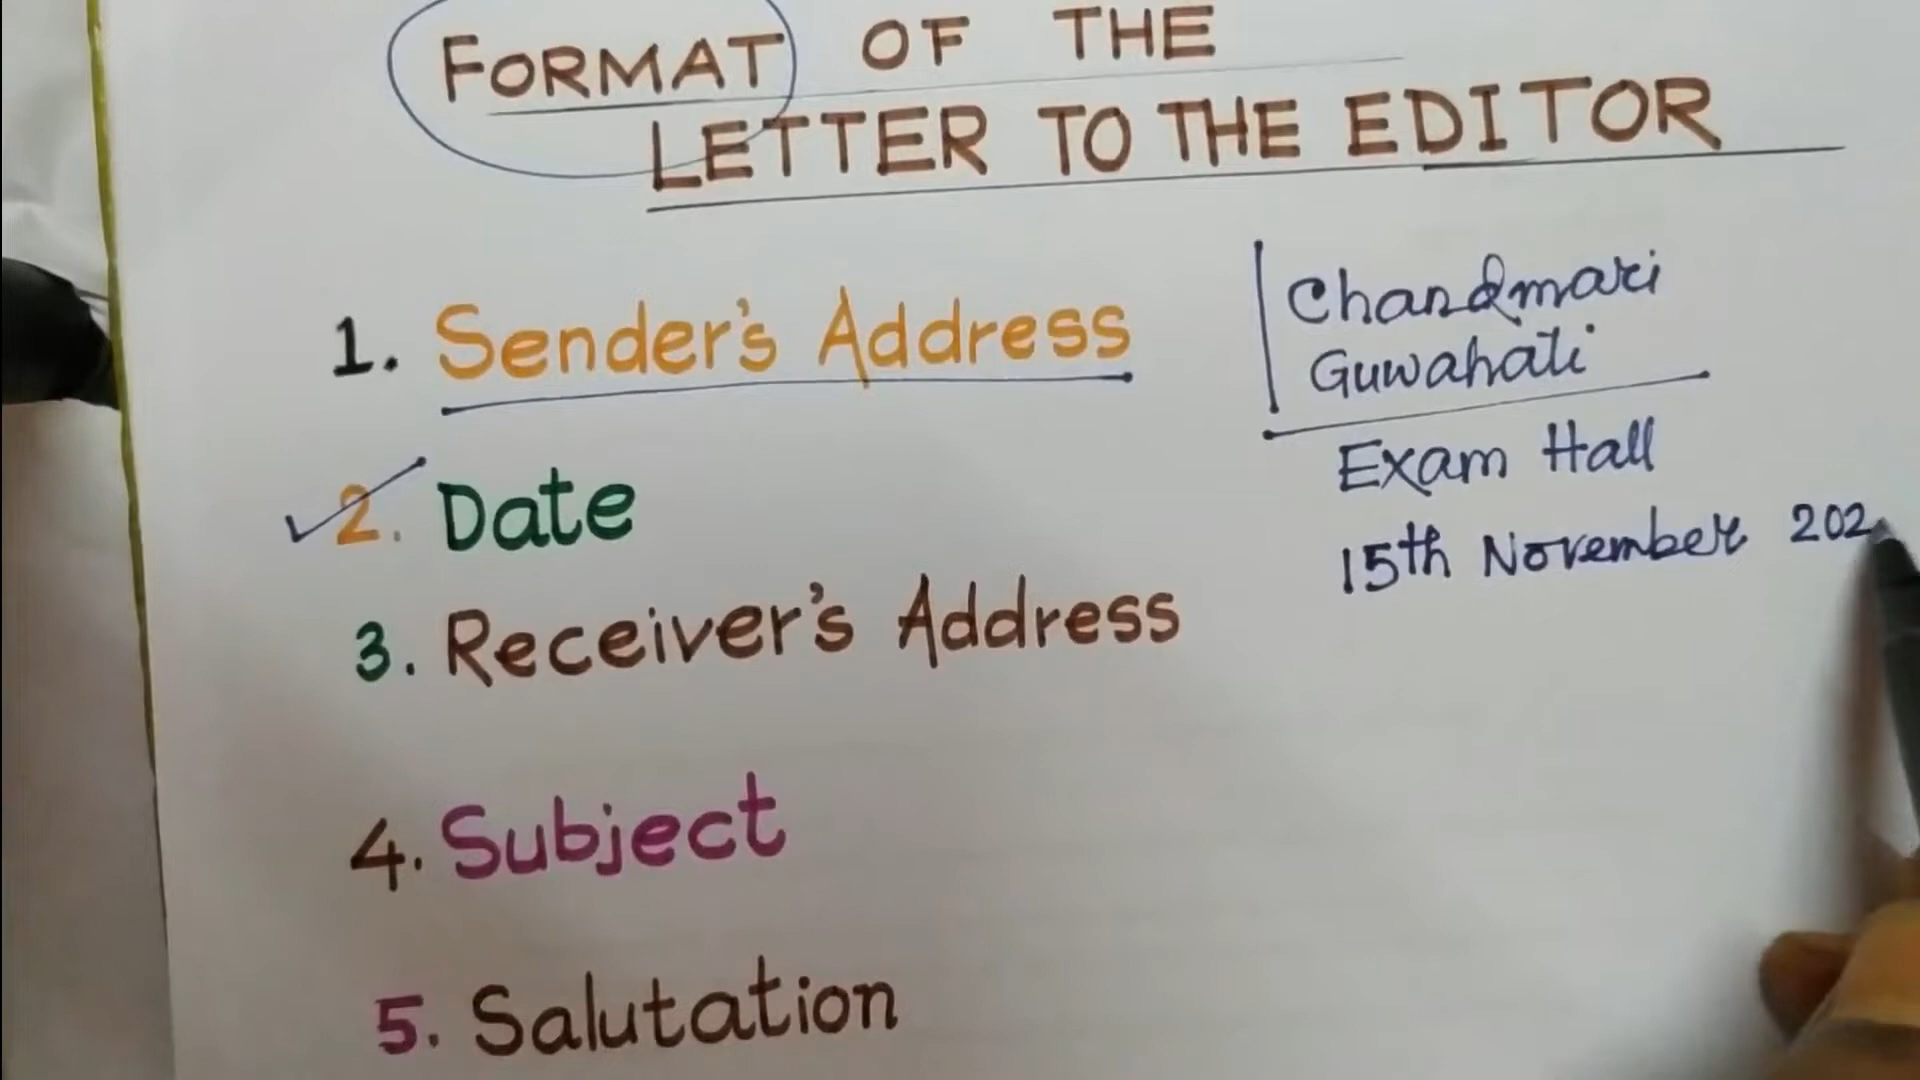 FORMAT OF THE
LETTER TO THE EDITOR
1. Sender's Address
Chandmari
Guwahati
Exam Hall
2. Date
15th November 202
3. Receiver's Address
4. Subject
5. Salutation